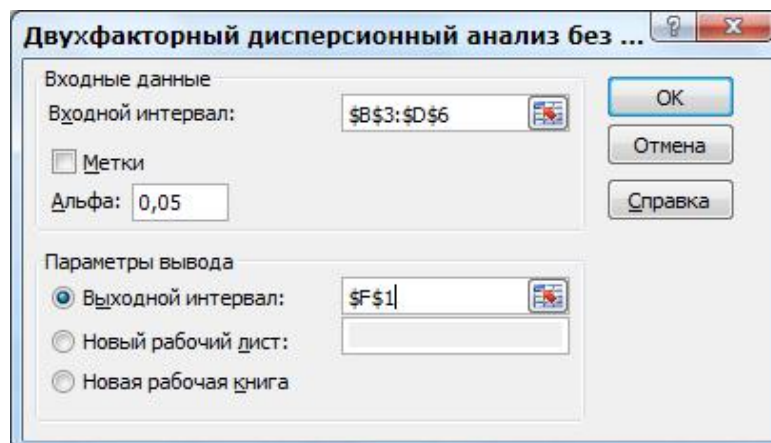 Двухфакторный дисперсионный анализ без ...
Входные данные
Входной интервал: $B$3:$D$6
Метки
Альфа: 0,05
OK
Отмена
Справка
Параметры вывода
Выходной интервал: $F$1
Новый рабочий лист:
Новая рабочая книга